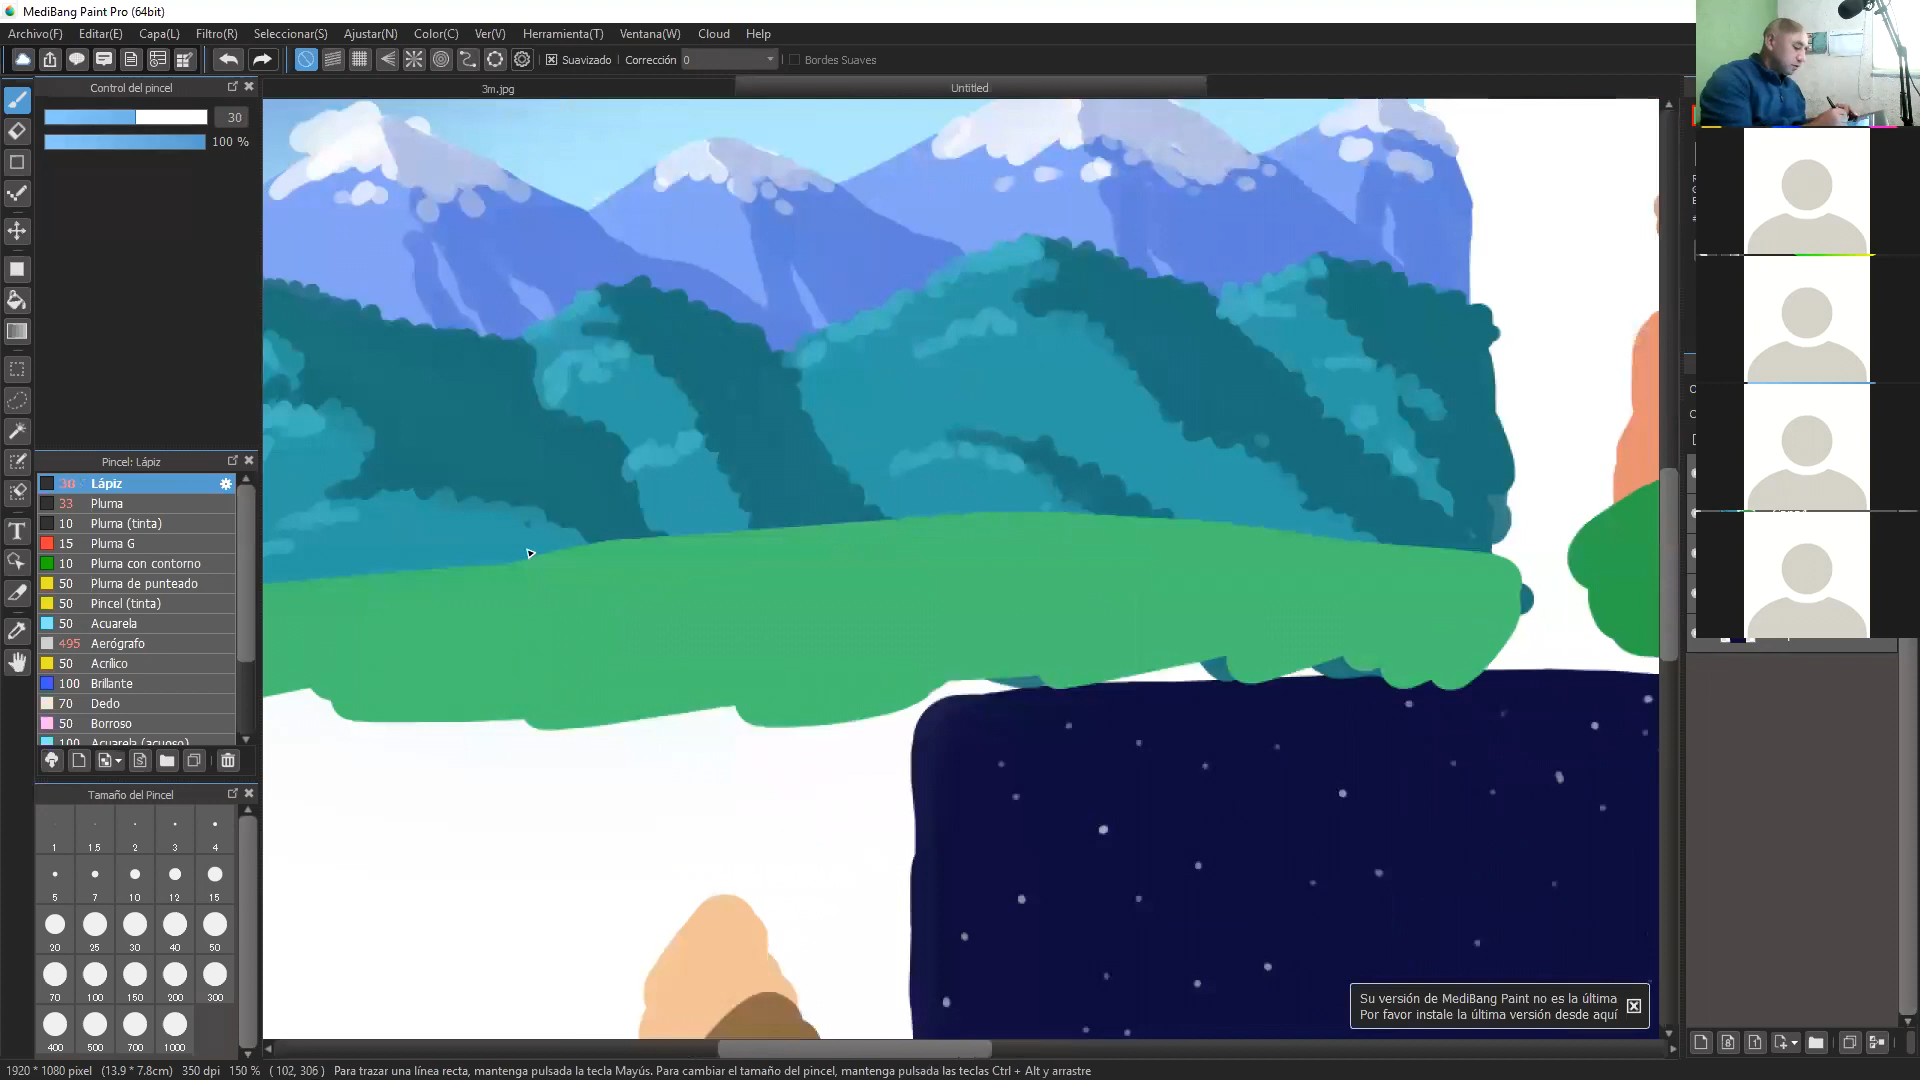 MediBang Paint Pro (64bit)
Archivo(F) Editar(E) Capa(L) Filtro(R) Seleccionar(S) Ajustar(N) Color(C) Ver(V) Herramienta(T) Ventana(W) Cloud Help
Suavizado Corrección 0 Bordes Suaves
Control del pincel 3m.jpg Untitled
30
100 %
Pincel: Lápiz
30 Lápiz
33 Pluma
10 Pluma (tinta)
15 Pluma G
10 Pluma con contorno
50 Pluma de punteado
50 Pincel (tinta)
50 Acuarela
495 Aerógrafo
50 Acrílico
100 Brillante
70 Dedo
50 Borroso
100 Acuarela (acuoso)
Tamaño del Pincel
1 1.5 2 3 4
5 7 10 12 15
20 25 30 40 50
70 100 150 200 300
400 500 700 1000
Su versión de MediBang Paint no es la última
Por favor instale la última versión desde aquí
1920 * 1080 pixel (13.9 * 7.8cm) 350 dpi 150 % ( 102, 306 ) Para trazar una línea recta, mantenga pulsada la tecla Mayús. Para cambiar el tamaño del pincel, mantenga pulsada las teclas Ctrl + Alt y arrastre